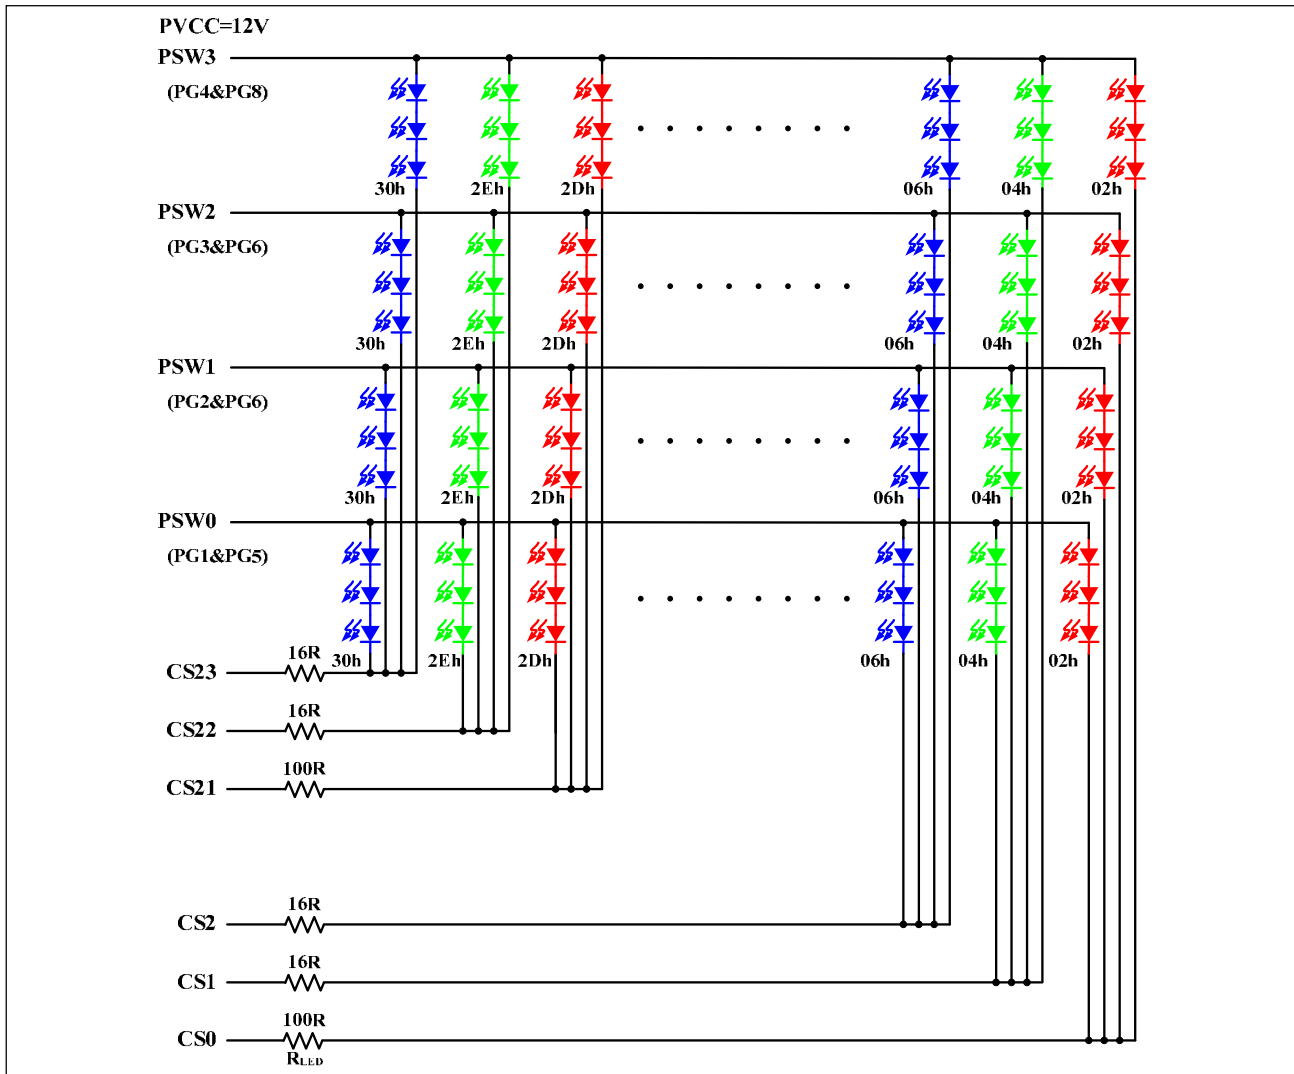 PVCC=12V
PSW3
(PG4&PG8)
30h 2Eh 2Dh 06h 04h 02h
PSW2
(PG3&PG6)
30h 2Eh 2Dh 06h 04h 02h
PSW1
(PG2&PG6)
30h 2Eh 2Dh 06h 04h 02h
PSW0
(PG1&PG5)
30h 2Eh 2Dh 06h 04h 02h
16R
CS23
16R
CS22
100R
CS21
16R
CS2
16R
CS1
100R
CS0
RLED